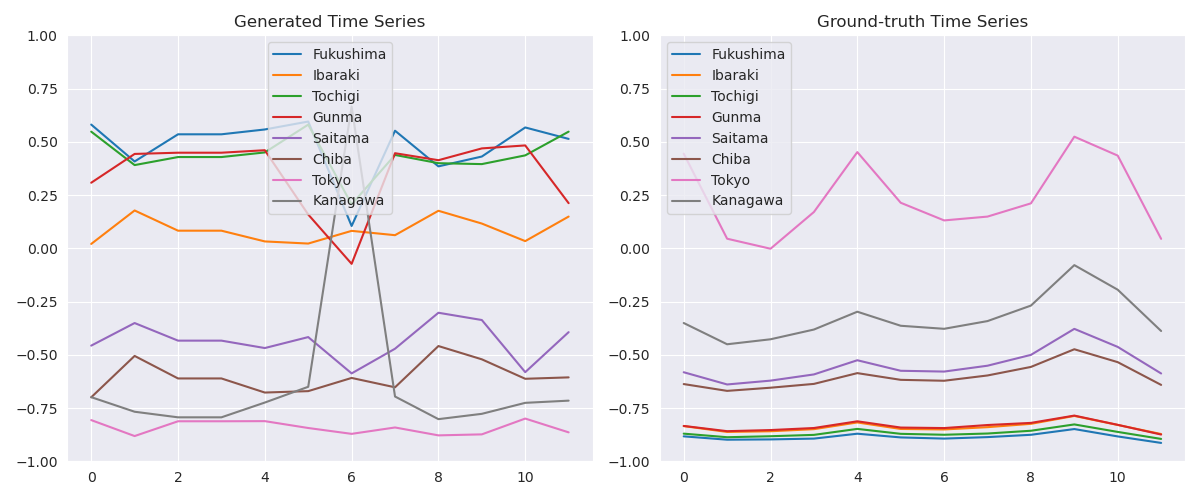 Generated Time Series
1.00
0.75
0.50
0.25
0.00
−0.25
−0.50
−0.75
−1.00
0 2 4 6 8 10
Fukushima
Ibaraki
Tochigi
Gunma
Saitama
Chiba
Tokyo
Kanagawa
Ground-truth Time Series
1.00
0.75
0.50
0.25
0.00
−0.25
−0.50
−0.75
−1.00
0 2 4 6 8 10
Fukushima
Ibaraki
Tochigi
Gunma
Saitama
Chiba
Tokyo
Kanagawa